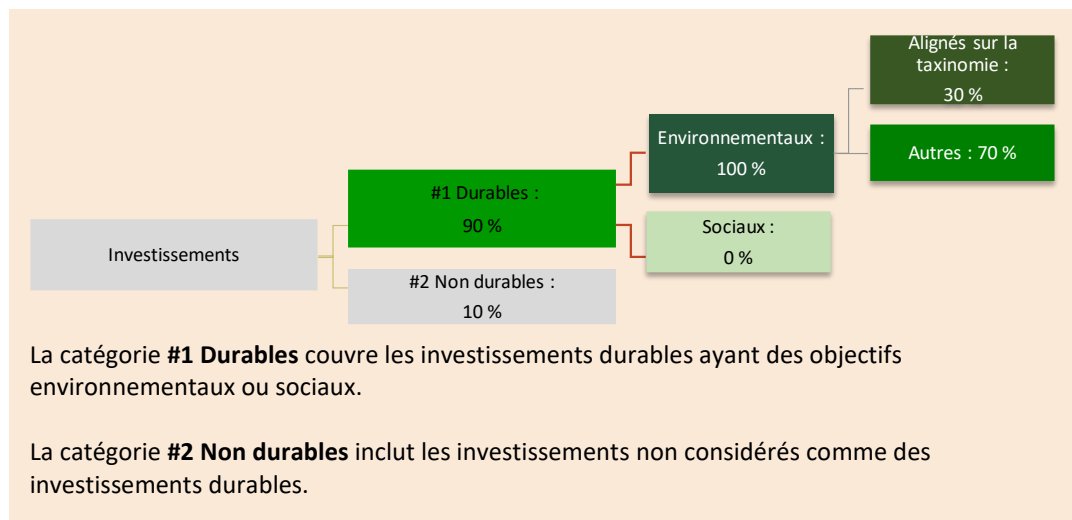 Alignés sur la
taxinomie :
30 %
Environnementaux :
100 %
Autres : 70 %
#1 Durables :
90 %
Sociaux :
0 %
Investissements
#2 Non durables :
10 %
La catégorie #1 Durables couvre les investissements durables ayant des objectifs
environnementaux ou sociaux.
La catégorie #2 Non durables inclut les investissements non considérés comme des
investissements durables.